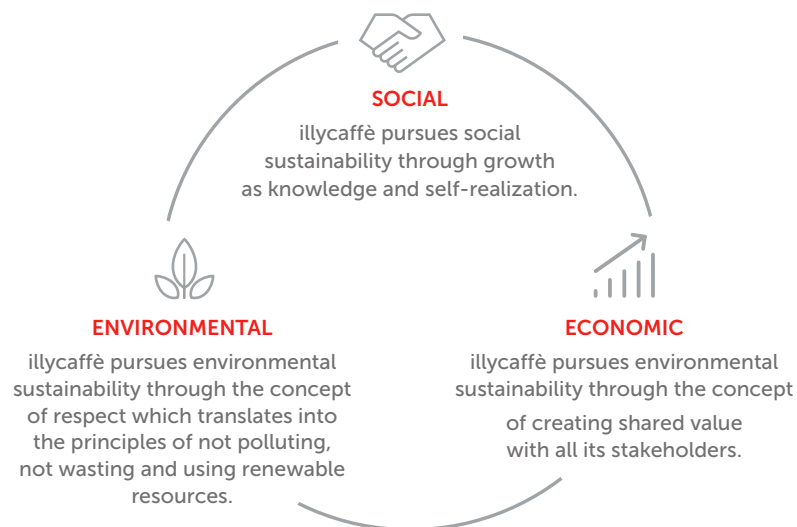 SOCIAL
illycaffè pursues social
sustainability through growth
as knowledge and self-realization.
ENVIRONMENTAL
illycaffè pursues environmental
sustainability through the concept
of respect which translates into
the principles of not polluting,
not wasting and using renewable
resources.
ECONOMIC
illycaffè pursues environmental
sustainability through the concept
of creating shared value
with all its stakeholders.